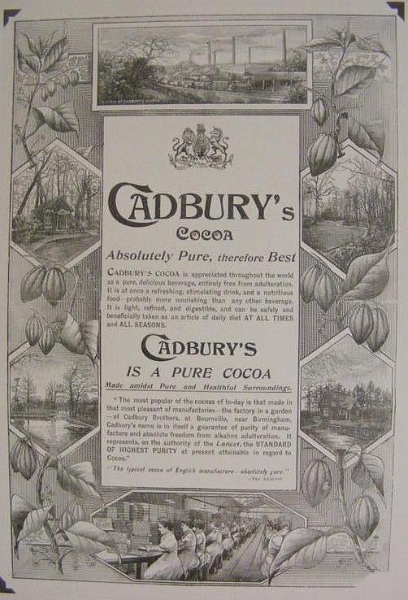 CADBURY's
COCOA
Absolutely Pure, therefore Best
CADBURY'S COCOA is appreciated throughout the world
as a pure, delicious beverage, entirely free from adulteration.
It is at once a refreshing, stimulating drink, and a nutritious
food—probably more nourishing than any other beverage.
It is light, refined, and digestible, and can be safely and
beneficially taken as an article of daily diet AT ALL TIMES
and ALL SEASONS.
CADBURY'S
IS A PURE COCOA
Made amidst Pure and Healthful Surroundings.
"The most popular of the cocoas of to-day is that made in
that most pleasant of manufactories—the factory in a garden
—of Cadbury Brothers, at Bournville, near Birmingham.
Cadbury's name is in itself a guarantee of purity of manu-
facture and absolute freedom from alkaline adulteration. It
represents, on the authority of the Lancet, the STANDARD
OF HIGHEST PURITY at present attainable in regard to
Cocoa."
"The typical cocoa of English manufacture—absolutely pure."